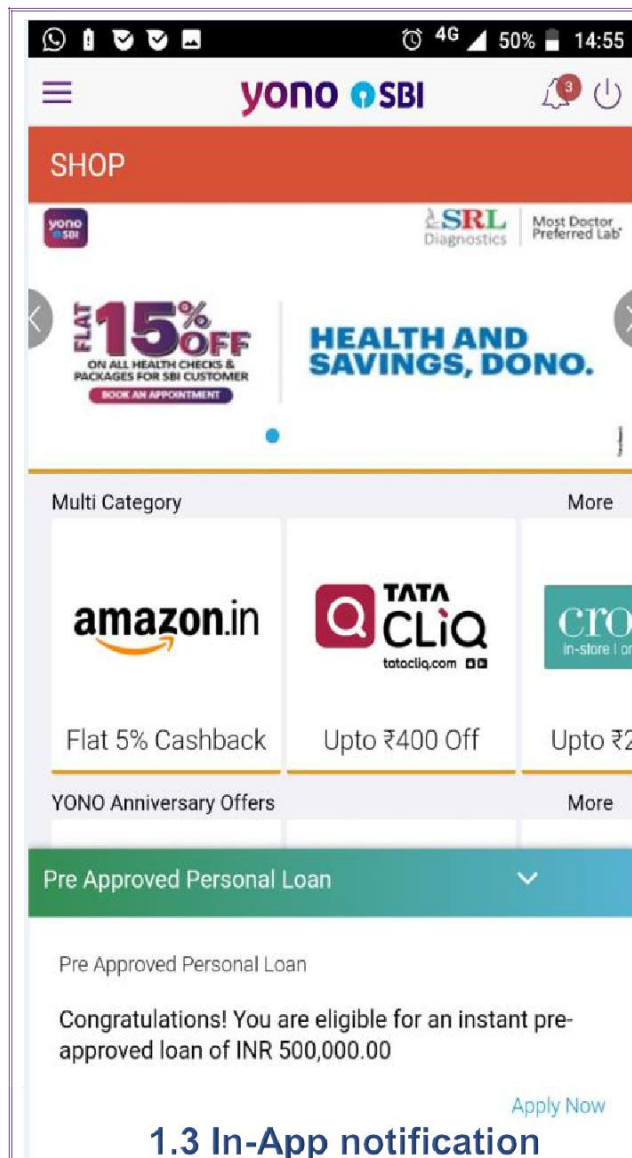 4G 50% 14:55
yono SBI
3
SHOP
yono
SBI
SRL
Diagnostics
Most Doctor
Preferred Lab*
FLAT
15%
OFF
ON ALL HEALTH CHECKS &
PACKAGES FOR SBI CUSTOMER
BOOK AN APPOINTMENT
HEALTH AND
SAVINGS, DONO.
Multi Category More
amazon.in
Flat 5% Cashback
TATA
CLiQ
tatacliq.com
Upto ₹400 Off
cro
in-store | or
Upto ₹2
YONO Anniversary Offers More
Pre Approved Personal Loan
Pre Approved Personal Loan
Congratulations! You are eligible for an instant pre-
approved loan of INR 500,000.00
Apply Now
1.3 In-App notification